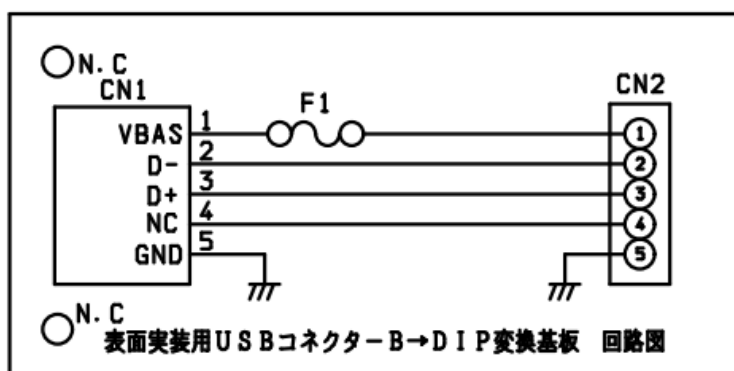 N.C
CN1
F1
CN2
VBAS 1
D- 2
D+ 3
NC 4
GND 5
1
2
3
4
5
N.C
表面実装用USBコネクターB→DIP変換基板 回路図